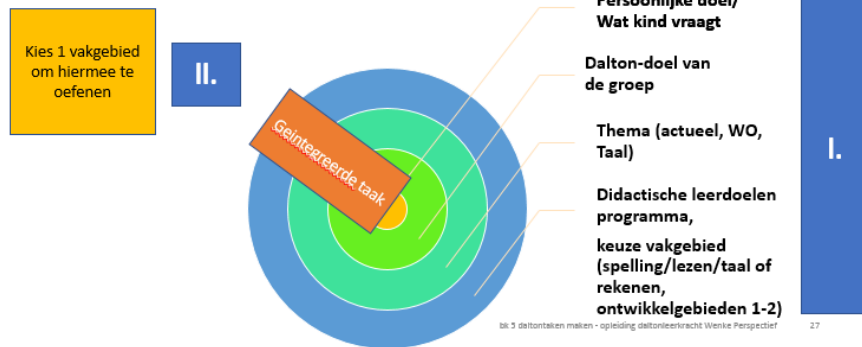 Persoonlijke doel/
Wat kind vraagt
Kies 1 vakgebied
om hiermee te
oefenen
II.
Dalton-doel van
de groep
Geintegreerde taak
Thema (actueel, WO,
Taal)
I.
Didactische leerdoelen
programma,
keuze vakgebied
(spelling/lezen/taal of
rekenen,
ontwikkelgebieden 1-2)
bk 5 daltontaken maken - opleiding daltonleerkracht Wenke Perspectief
27